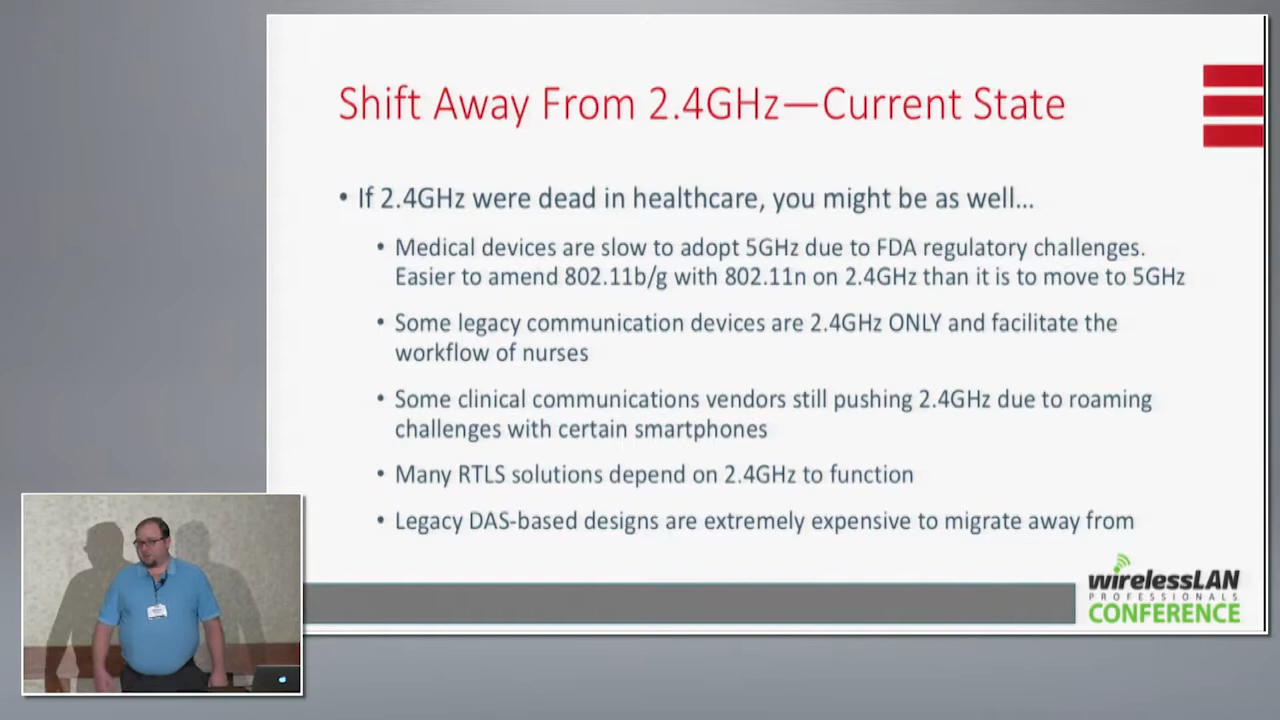 Shift Away From 2.4GHz—Current State
• If 2.4GHz were dead in healthcare, you might be as well...
• Medical devices are slow to adopt 5GHz due to FDA regulatory challenges.
Easier to amend 802.11b/g with 802.11n on 2.4GHz than it is to move to 5GHz
• Some legacy communication devices are 2.4GHz ONLY and facilitate the
workflow of nurses
• Some clinical communications vendors still pushing 2.4GHz due to roaming
challenges with certain smartphones
• Many RTLS solutions depend on 2.4GHz to function
• Legacy DAS-based designs are extremely expensive to migrate away from
wirelessLAN
PROFESSIONALS
CONFERENCE